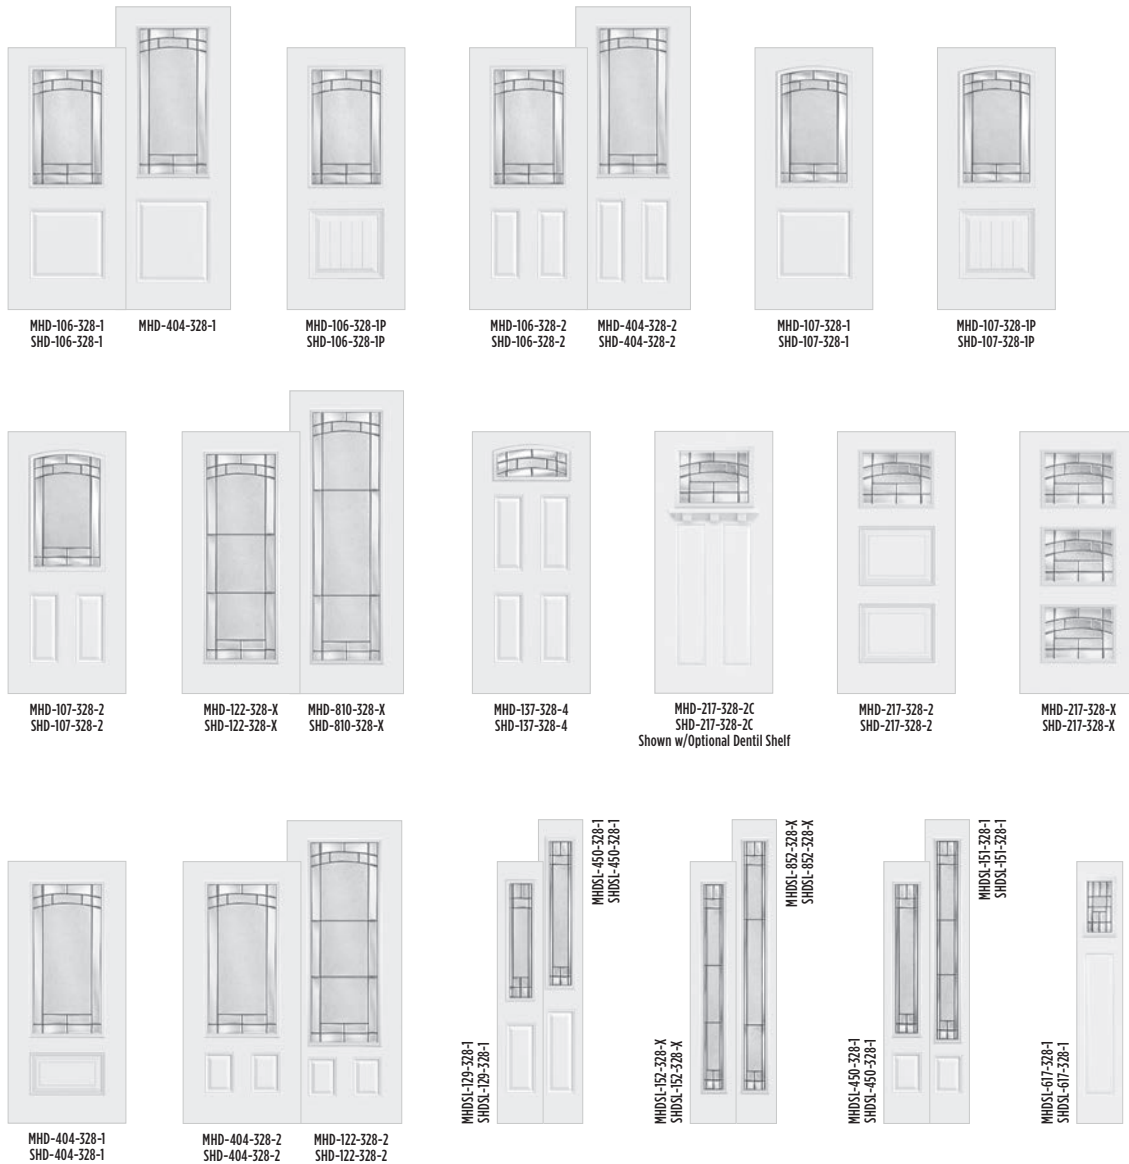 MHD-106-328-1
SHD-106-328-1
MHD-404-328-1
MHD-106-328-1P
SHD-106-328-1P
MHD-106-328-2
SHD-106-328-2
MHD-404-328-2
SHD-404-328-2
MHD-107-328-1
SHD-107-328-1
MHD-107-328-1P
SHD-107-328-1P
MHD-107-328-2
SHD-107-328-2
MHD-122-328-X
SHD-122-328-X
MHD-810-328-X
SHD-810-328-X
MHD-137-328-4
SHD-137-328-4
MHD-217-328-2C
SHD-217-328-2C
Shown w/Optional Dentil Shelf
MHD-217-328-2
SHD-217-328-2
MHD-217-328-X
SHD-217-328-X
MHD-404-328-1
SHD-404-328-1
MHD-404-328-2
SHD-404-328-2
MHD-122-328-2
SHD-122-328-2
MHDSL-129-328-1
SHDSL-129-328-1
MHDSL-450-328-1
SHDSL-450-328-1
MHDSL-152-328-X
SHDSL-152-328-X
MHDSL-852-328-X
SHDSL-852-328-X
MHDSL-450-328-1
SHDSL-450-328-1
MHDSL-151-328-1
SHDSL-151-328-1
MHDSL-617-328-1
SHDSL-617-328-1